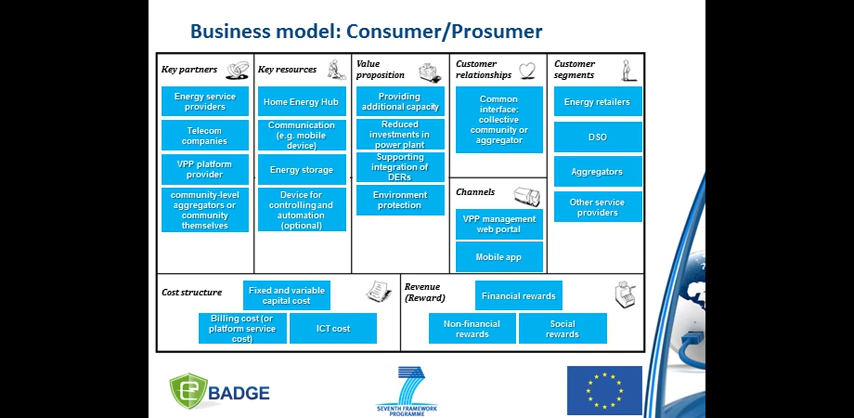 Business model: Consumer/Prosumer
Key partners
Energy service
providers
Telecom
companies
VPP platform
provider
community-level
aggregators or
community
themselves
Key resources
Home Energy Hub
Communication
(e.g. mobile
device)
Energy storage
Device for
controlling and
automation
(optional)
Value
proposition
Providing
additional capacity
Reduced
investments in
power plant
Supporting
integration of
DERs
Environment
protection
Customer
relationships
Common
interface:
collective
community or
aggregator
Channels
VPP management
web portal
Mobile app
Customer
segments
Energy retailers
DSO
Aggregators
Other service
providers
Cost structure
Fixed and variable
capital cost
Billing cost (or
platform service
cost)
ICT cost
Revenue
(Reward)
Financial rewards
Non-financial
rewards
Social
rewards
e BADGE
7
SEVENTH FRAMEWORK
PROGRAMME